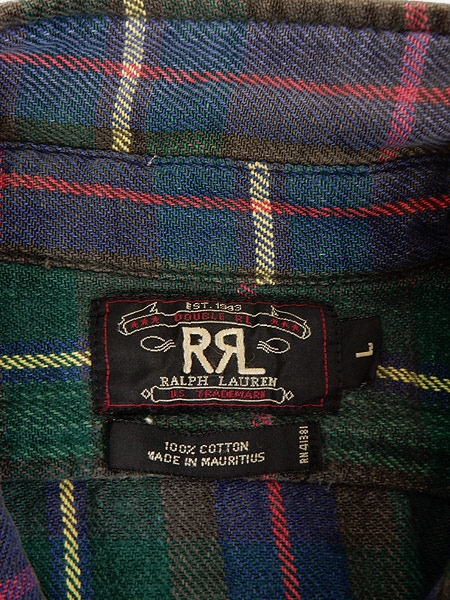 EST. 1993
DOUBLE RL
RRL
RALPH LAUREN
U.S. TRADEMARK
L
100% COTTON
MADE IN MAURITIUS
RN 41381